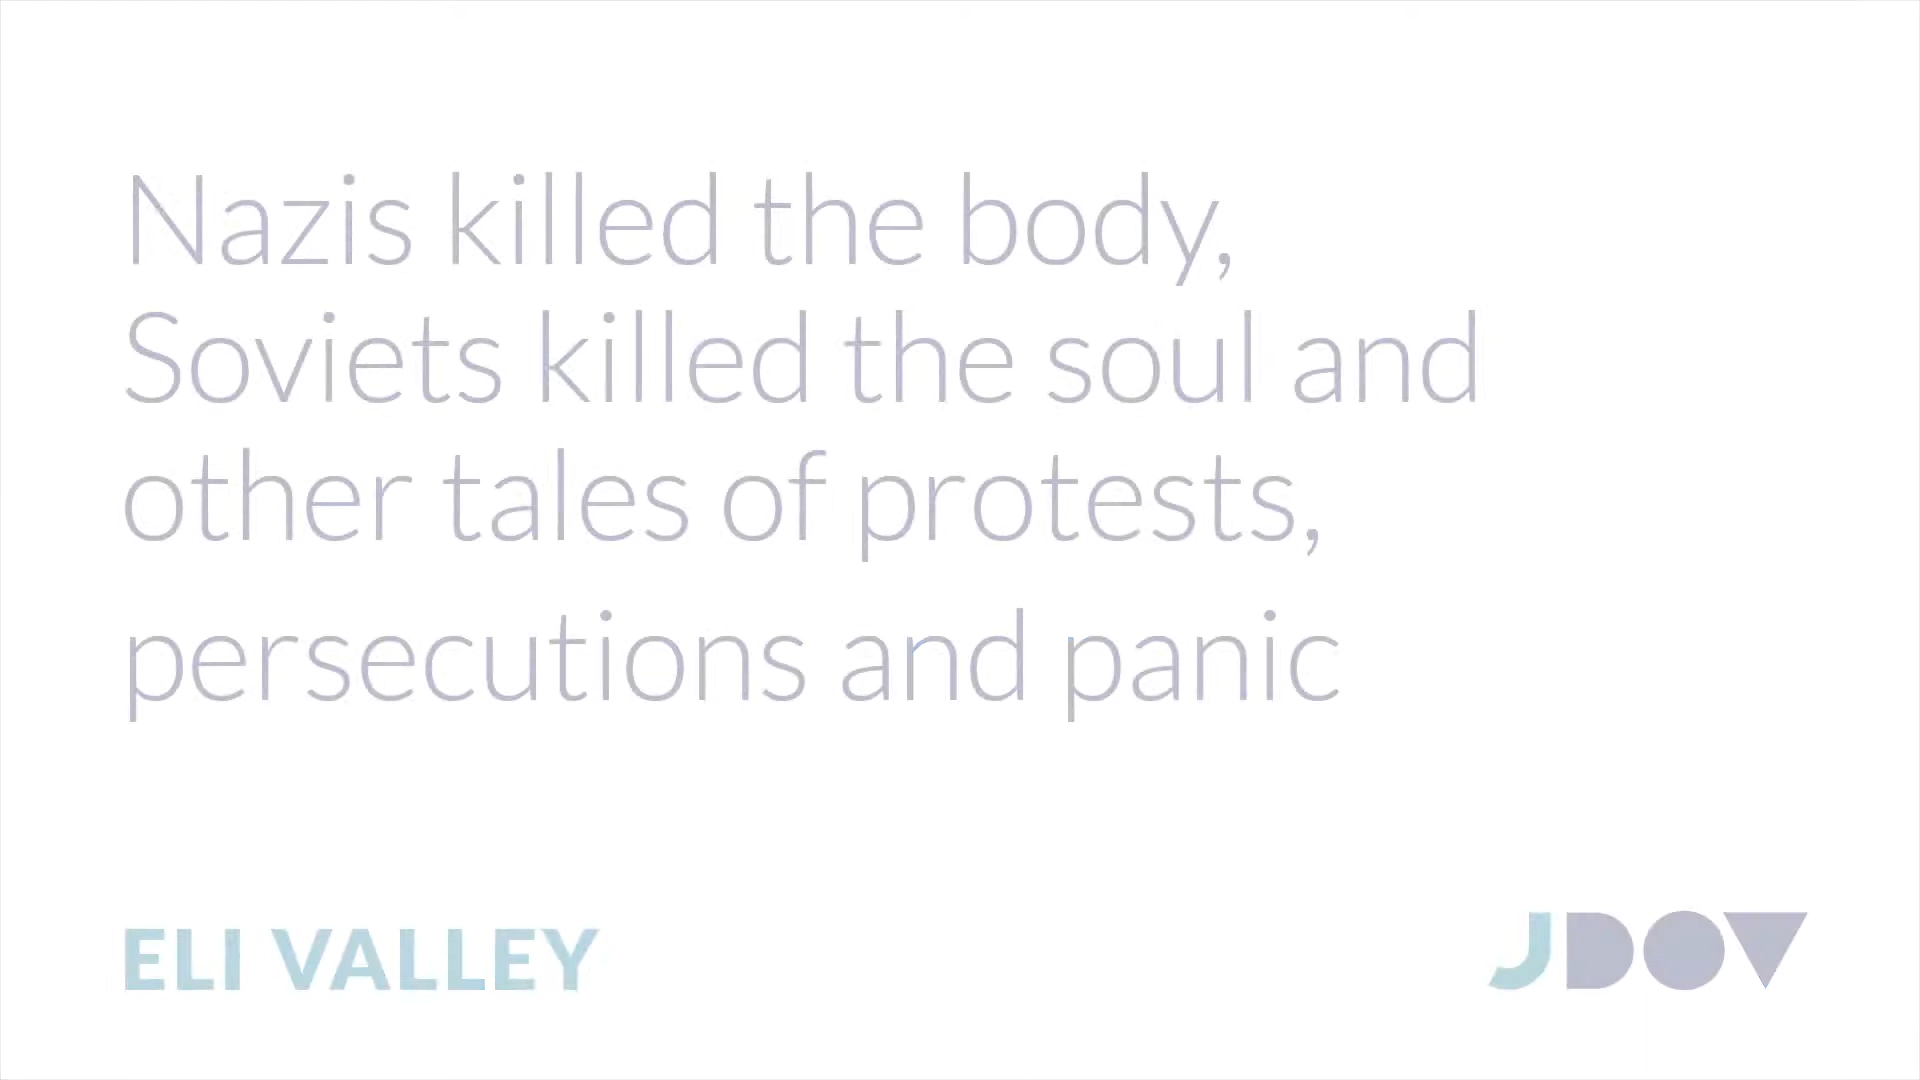 Nazis killed the body,
Soviets killed the soul and
other tales of protests,
persecutions and panic
ELI VALLEY
JDOV